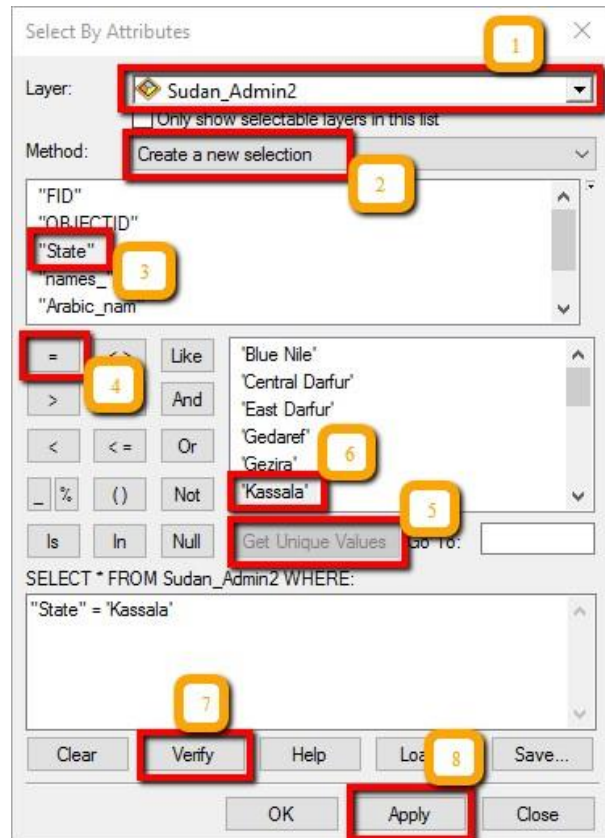 Select By Attributes
1
Layer: Sudan_Admin2
Only show selectable layers in this list
Method: Create a new selection
2
"FID"
"OBJECTID"
"State"
3
"names_"
"Arabic_nam"
= Like
4
> And
< < = Or
_ % () Not
Is In Null
'Blue Nile'
'Central Darfur'
'East Darfur'
'Gedaref'
6
'Gezira'
'Kassala'
5
Get Unique Values Go To:
SELECT * FROM Sudan_Admin2 WHERE:
"State" = 'Kassala'
7
Clear Verify Help Save...
8
OK Apply Close